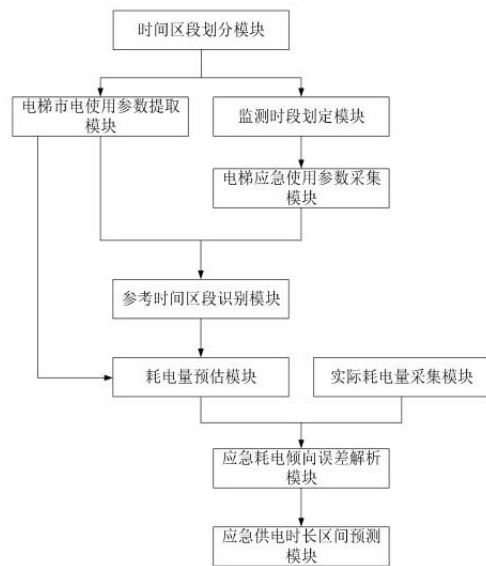 时间区段划分模块
电梯市电使用参数提取
模块
监测时段划定模块
电梯应急使用参数采集
模块
参考时间区段识别模块
耗电量预估模块
实际耗电量采集模块
应急耗电倾向误差解析
模块
应急供电时长区间预测
模块